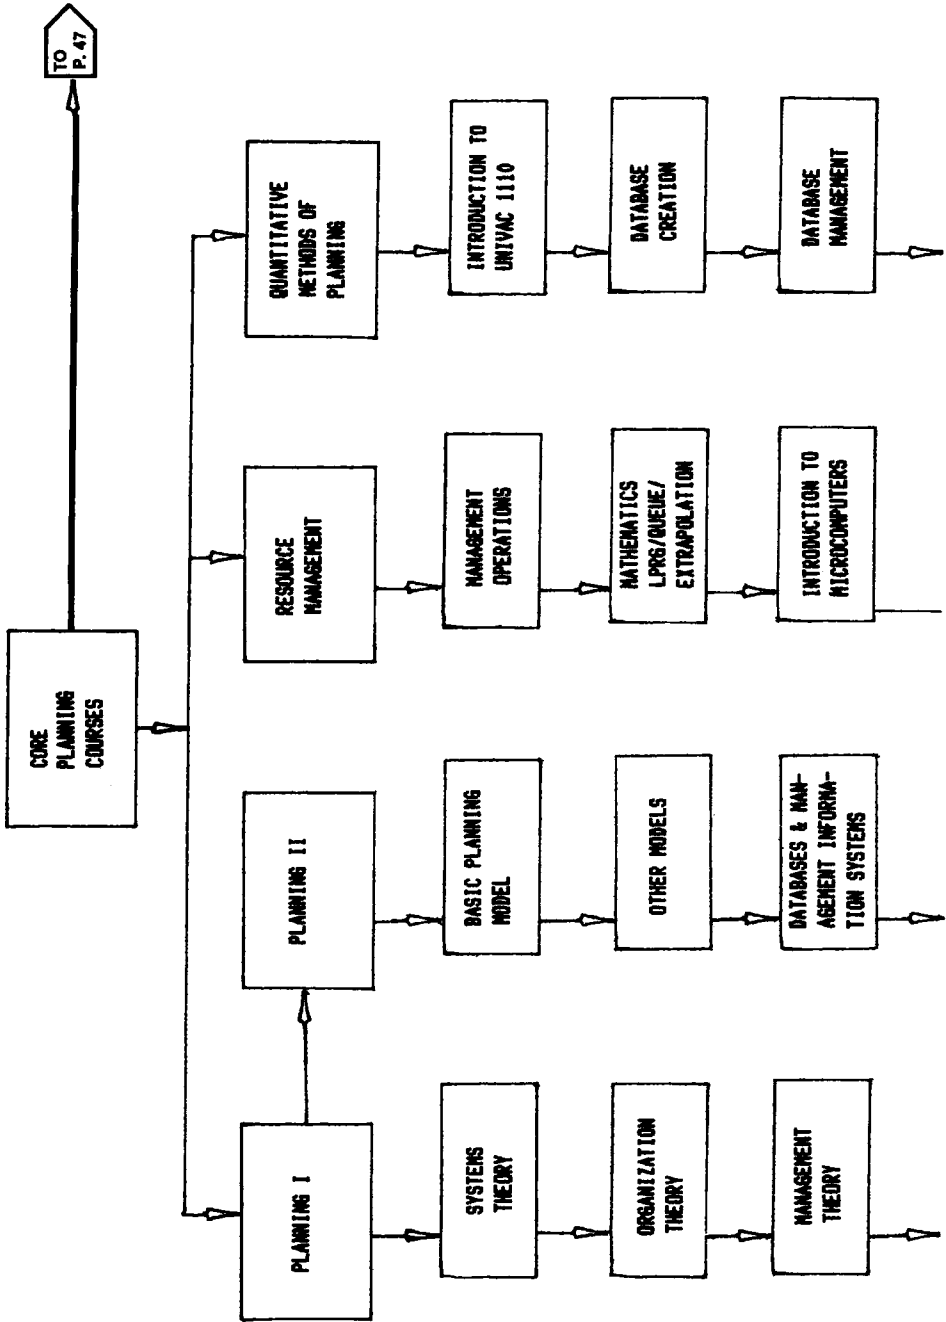 TO
P. 47
CORE
PLANNING
COURSES
PLANNING I
PLANNING II
RESOURCE
MANAGEMENT
QUANTITATIVE
METHODS OF
PLANNING
SYSTEMS
THEORY
BASIC PLANNING
MODEL
MANAGEMENT
OPERATIONS
INTRODUCTION TO
UNIVAC 1110
ORGANIZATION
THEORY
OTHER MODELS
MATHEMATICS
LPRG/QUEUE/
EXTRAPOLATION
DATABASE
CREATION
MANAGEMENT
THEORY
DATABASES & MAN-
AGEMENT INFORMA-
TION SYSTEMS
INTRODUCTION TO
MICROCOMPUTERS
DATABASE
MANAGEMENT